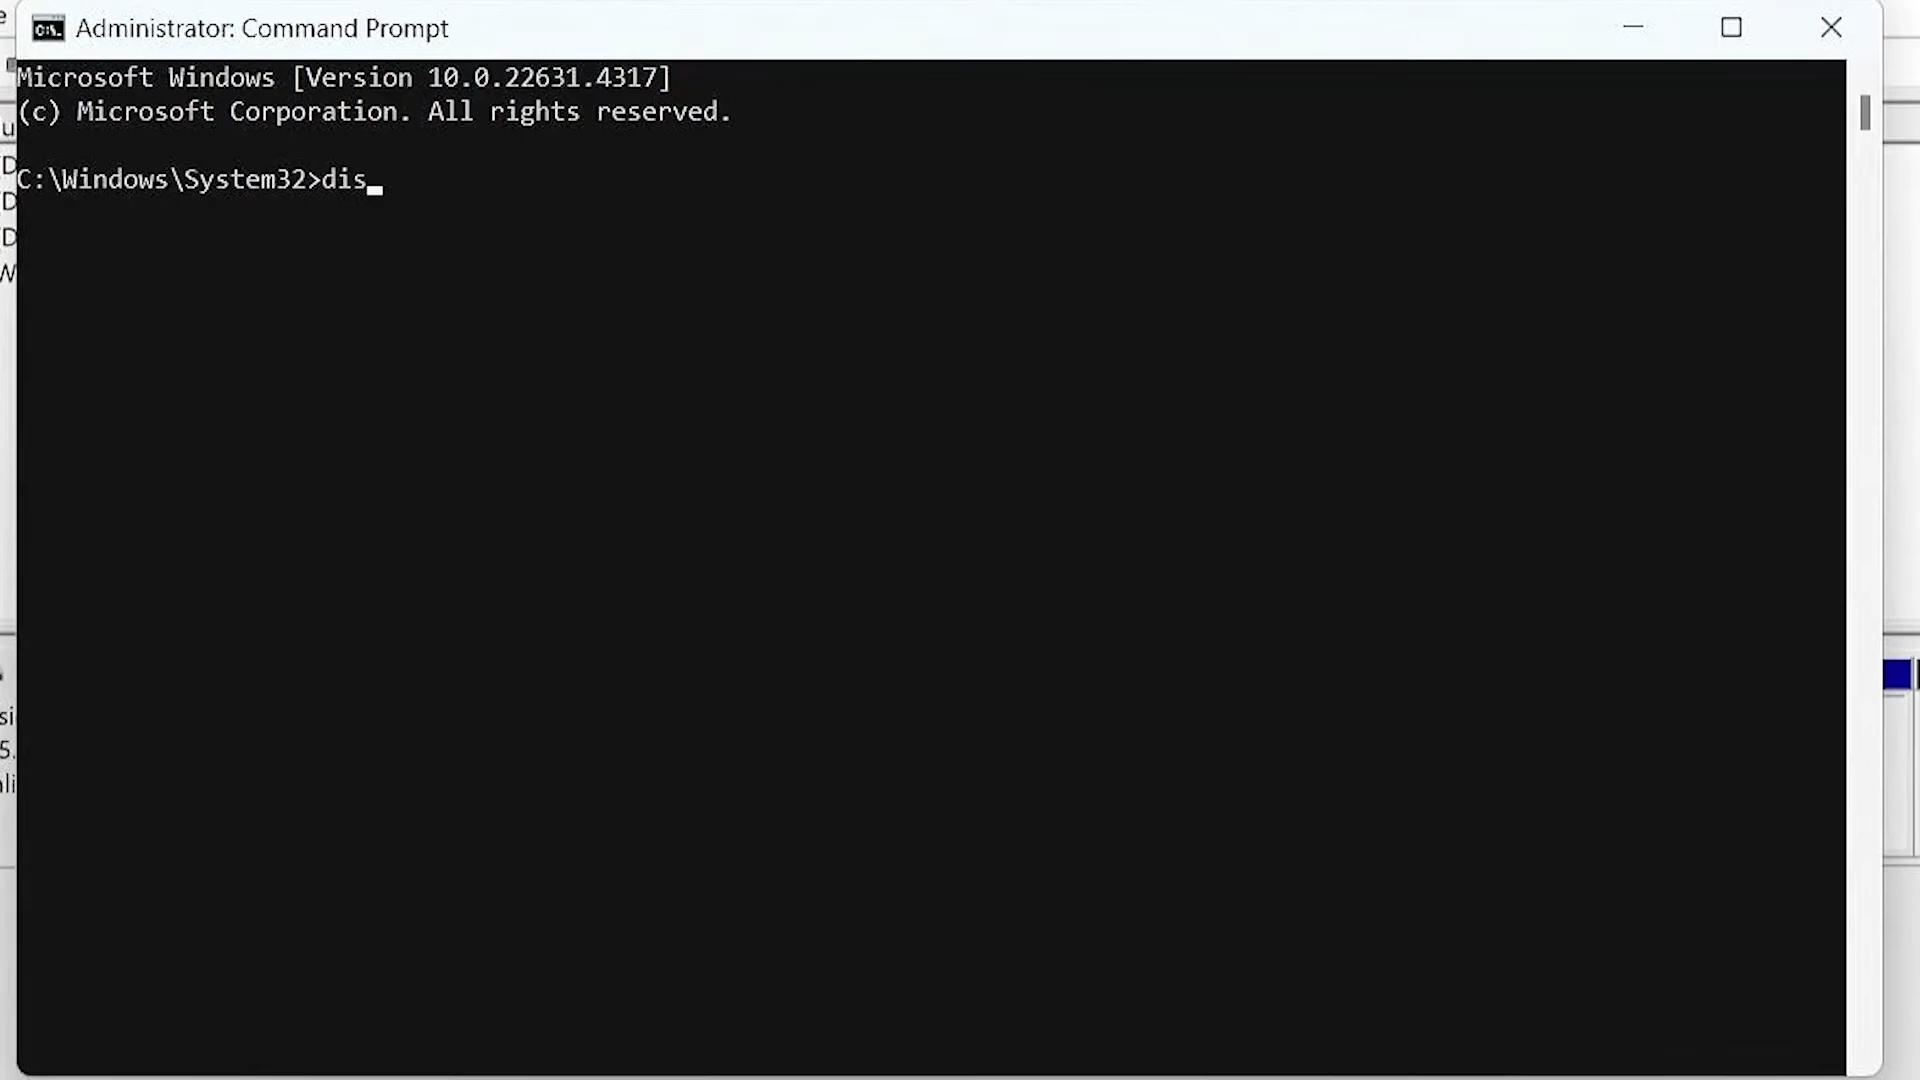 Administrator: Command Prompt
Microsoft Windows [Version 10.0.22631.4317]
(c) Microsoft Corporation. All rights reserved.
C:\Windows\System32>dis